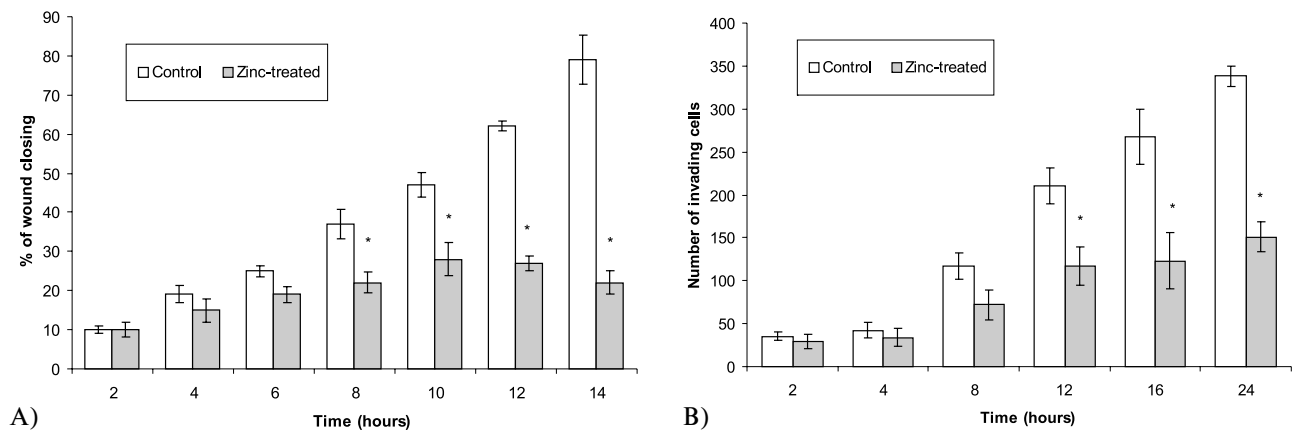 90
80
70
60
50
40
30
20
10
0
% of wound closing
Control
Zinc-treated
*
*
*
*
2 4 6 8 10 12 14
Time (hours)
A)
400
350
300
250
200
150
100
50
0
Number of invading cells
Control
Zinc-treated
*
*
*
2 4 8 12 16 24
Time (hours)
B)